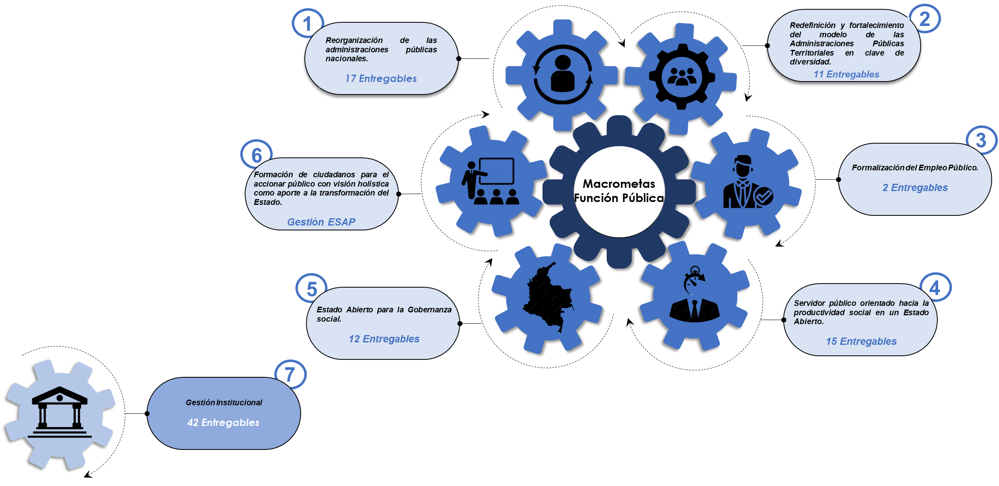 1
Reorganización de las
administraciones públicas
nacionales.
17 Entregables
2
Redefinición y fortalecimiento
del modelo de las
Administraciones Públicas
Territoriales en clave de
diversidad.
11 Entregables
3
Formalización del Empleo Público.
2 Entregables
6
Formación de ciudadanos para el
accionar público con visión holística
como aporte a la transformación del
Estado.
Gestión ESAP
Macrometas
Función Pública
5
Estado Abierto para la Gobernanza
social.
12 Entregables
4
Servidor público orientado hacia la
productividad social en un Estado
Abierto.
15 Entregables
7
Gestión Institucional
42 Entregables